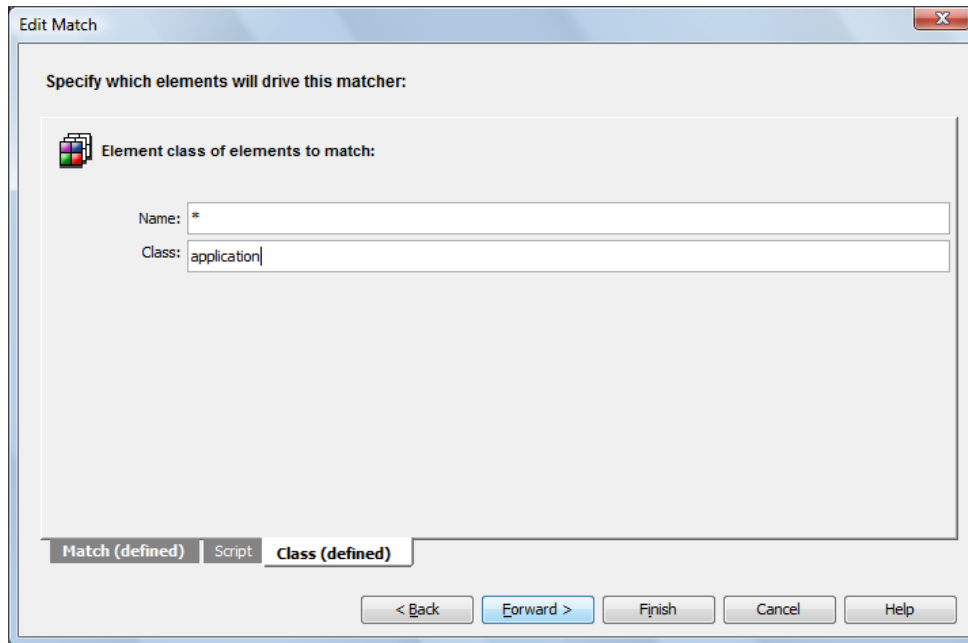 Edit Match
Specify which elements will drive this matcher:
Element class of elements to match:
Name: *
Class: application
Match (defined) Script Class (defined)
< Back Forward > Finish Cancel Help